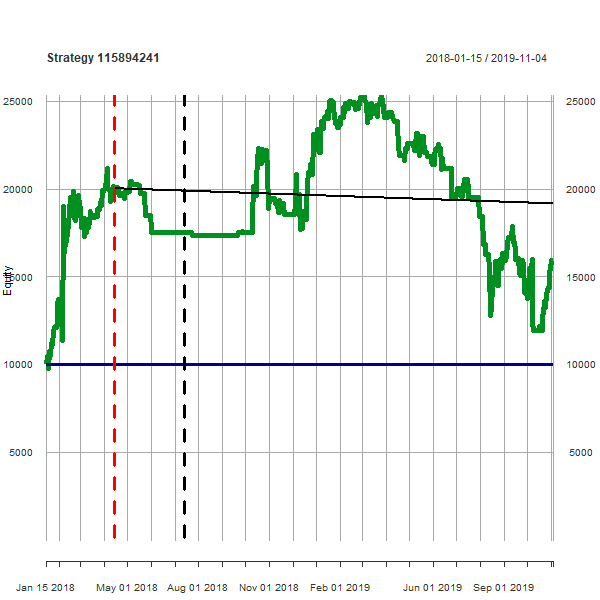 Strategy 115894241
2018-01-15 / 2019-11-04
25000
25000
20000
20000
15000
15000
Equity
10000
10000
5000
5000
Jan 15 2018
May 01 2018
Aug 01 2018
Nov 01 2018
Feb 01 2019
Jun 01 2019
Sep 01 2019